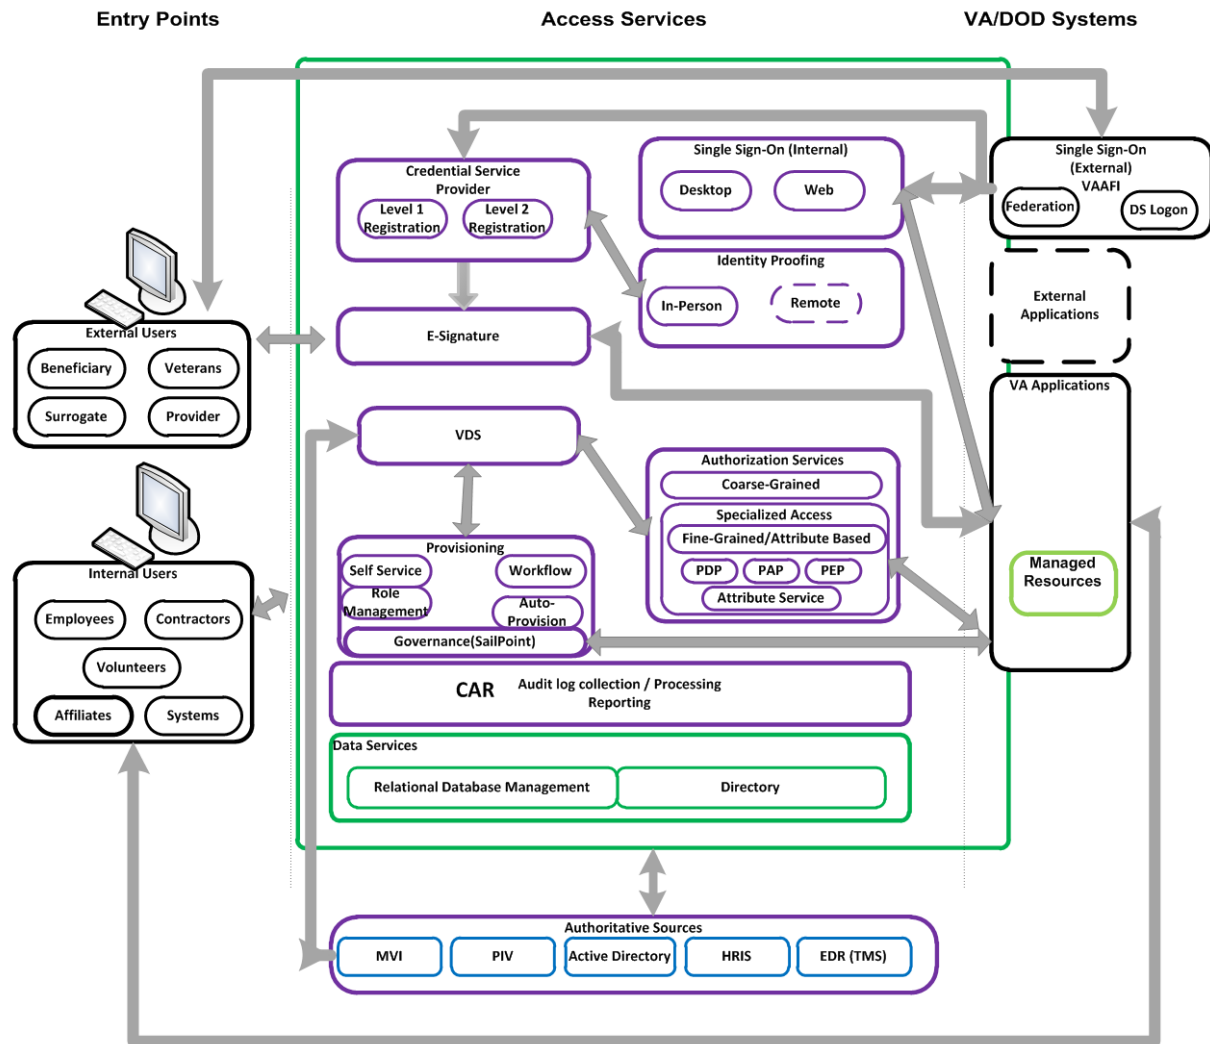 Entry Points
Access Services
VA/DOD Systems
Single Sign-On (Internal)
Desktop
Web
Single Sign-On
(External)
VAAFI
Federation
DS Logon
Credential Service
Provider
Level 1
Registration
Level 2
Registration
Identity Proofing
In-Person
Remote
External
Applications
External Users
Beneficiary
Veterans
Surrogate
Provider
E-Signature
VA Applications
Managed
Resources
VDS
Authorization Services
Coarse-Grained
Specialized Access
Fine-Grained/Attribute Based
PDP
PAP
PEP
Attribute Service
Internal Users
Employees
Contractors
Volunteers
Affiliates
Systems
Provisioning
Self Service
Workflow
Role
Management
Auto-
Provision
Governance(SailPoint)
CAR
Audit log collection / Processing
Reporting
Data Services
Relational Database Management
Directory
Authoritative Sources
MVI
PIV
Active Directory
HRIS
EDR (TMS)